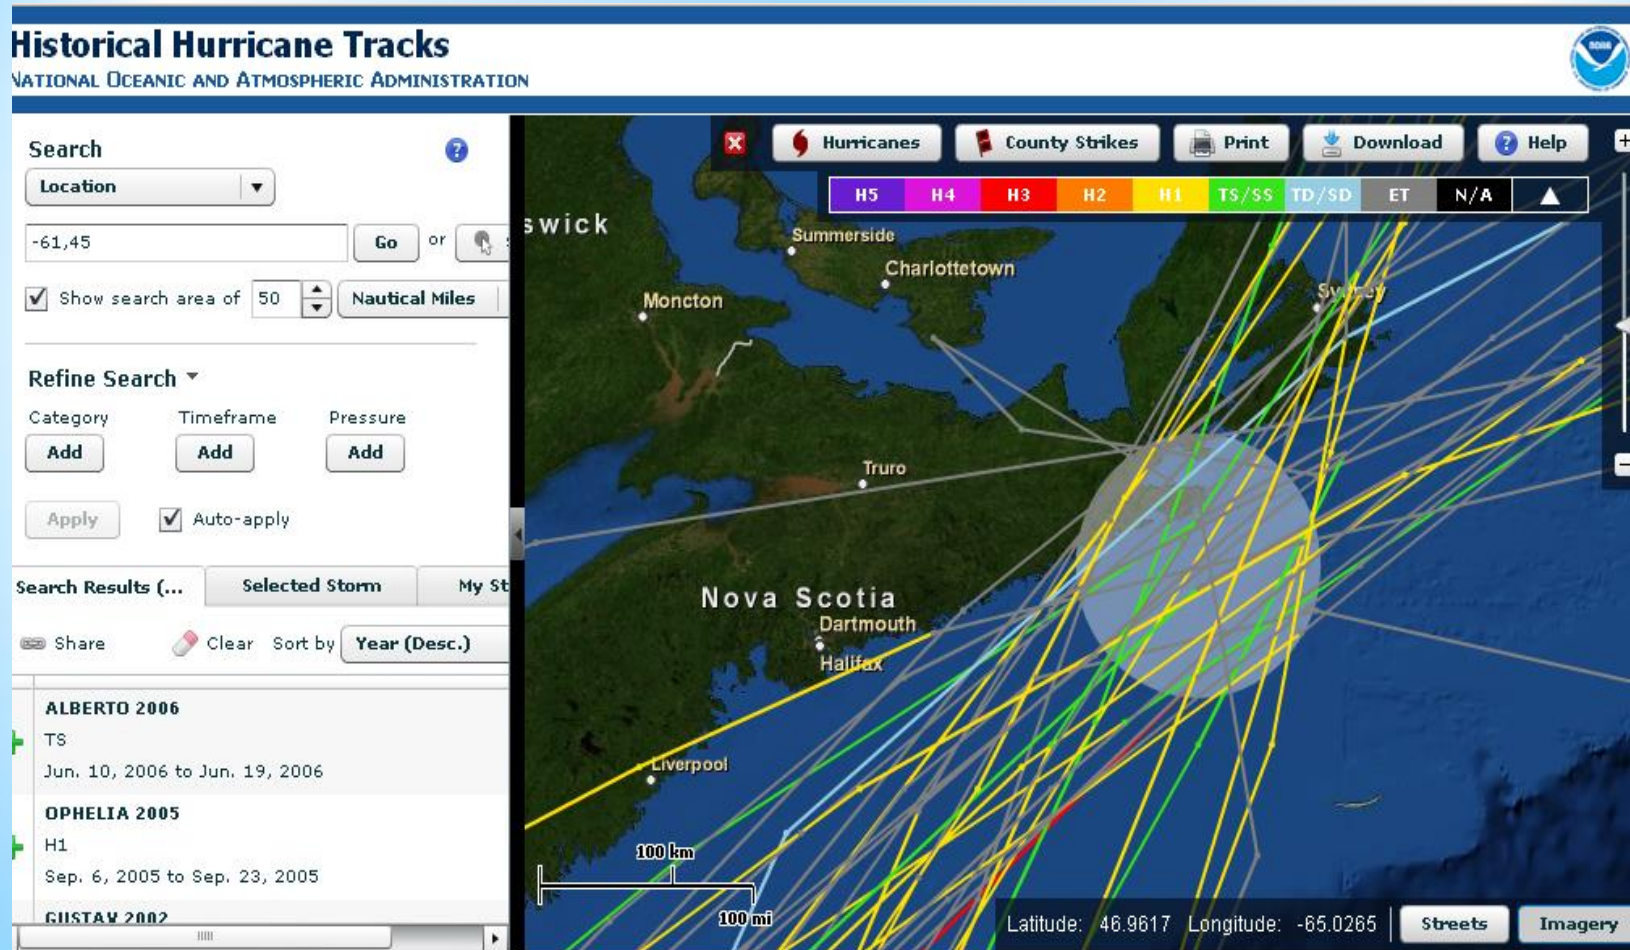 Historical Hurricane Tracks
NATIONAL OCEANIC AND ATMOSPHERIC ADMINISTRATION
Search
Location
-61,45
Go or
Show search area of 50 Nautical Miles
Refine Search
Category Timeframe Pressure
Add Add Add
Apply Auto-apply
Search Results (... Selected Storm My St
Share Clear Sort by Year (Desc.)
ALBERTO 2006
TS
Jun. 10, 2006 to Jun. 19, 2006
OPHELIA 2005
H1
Sep. 6, 2005 to Sep. 23, 2005
GUSTAV 2002
Hurricanes County Strikes Print Download Help
H5 H4 H3 H2 H1 TS/SS TD/SD ET N/A
swick
Summerside
Charlottetown
Sydney
Moncton
Truro
Nova Scotia
Dartmouth
Halifax
Liverpool
100 km
100 mi
Latitude: 46.9617 Longitude: -65.0265 Streets Imagery